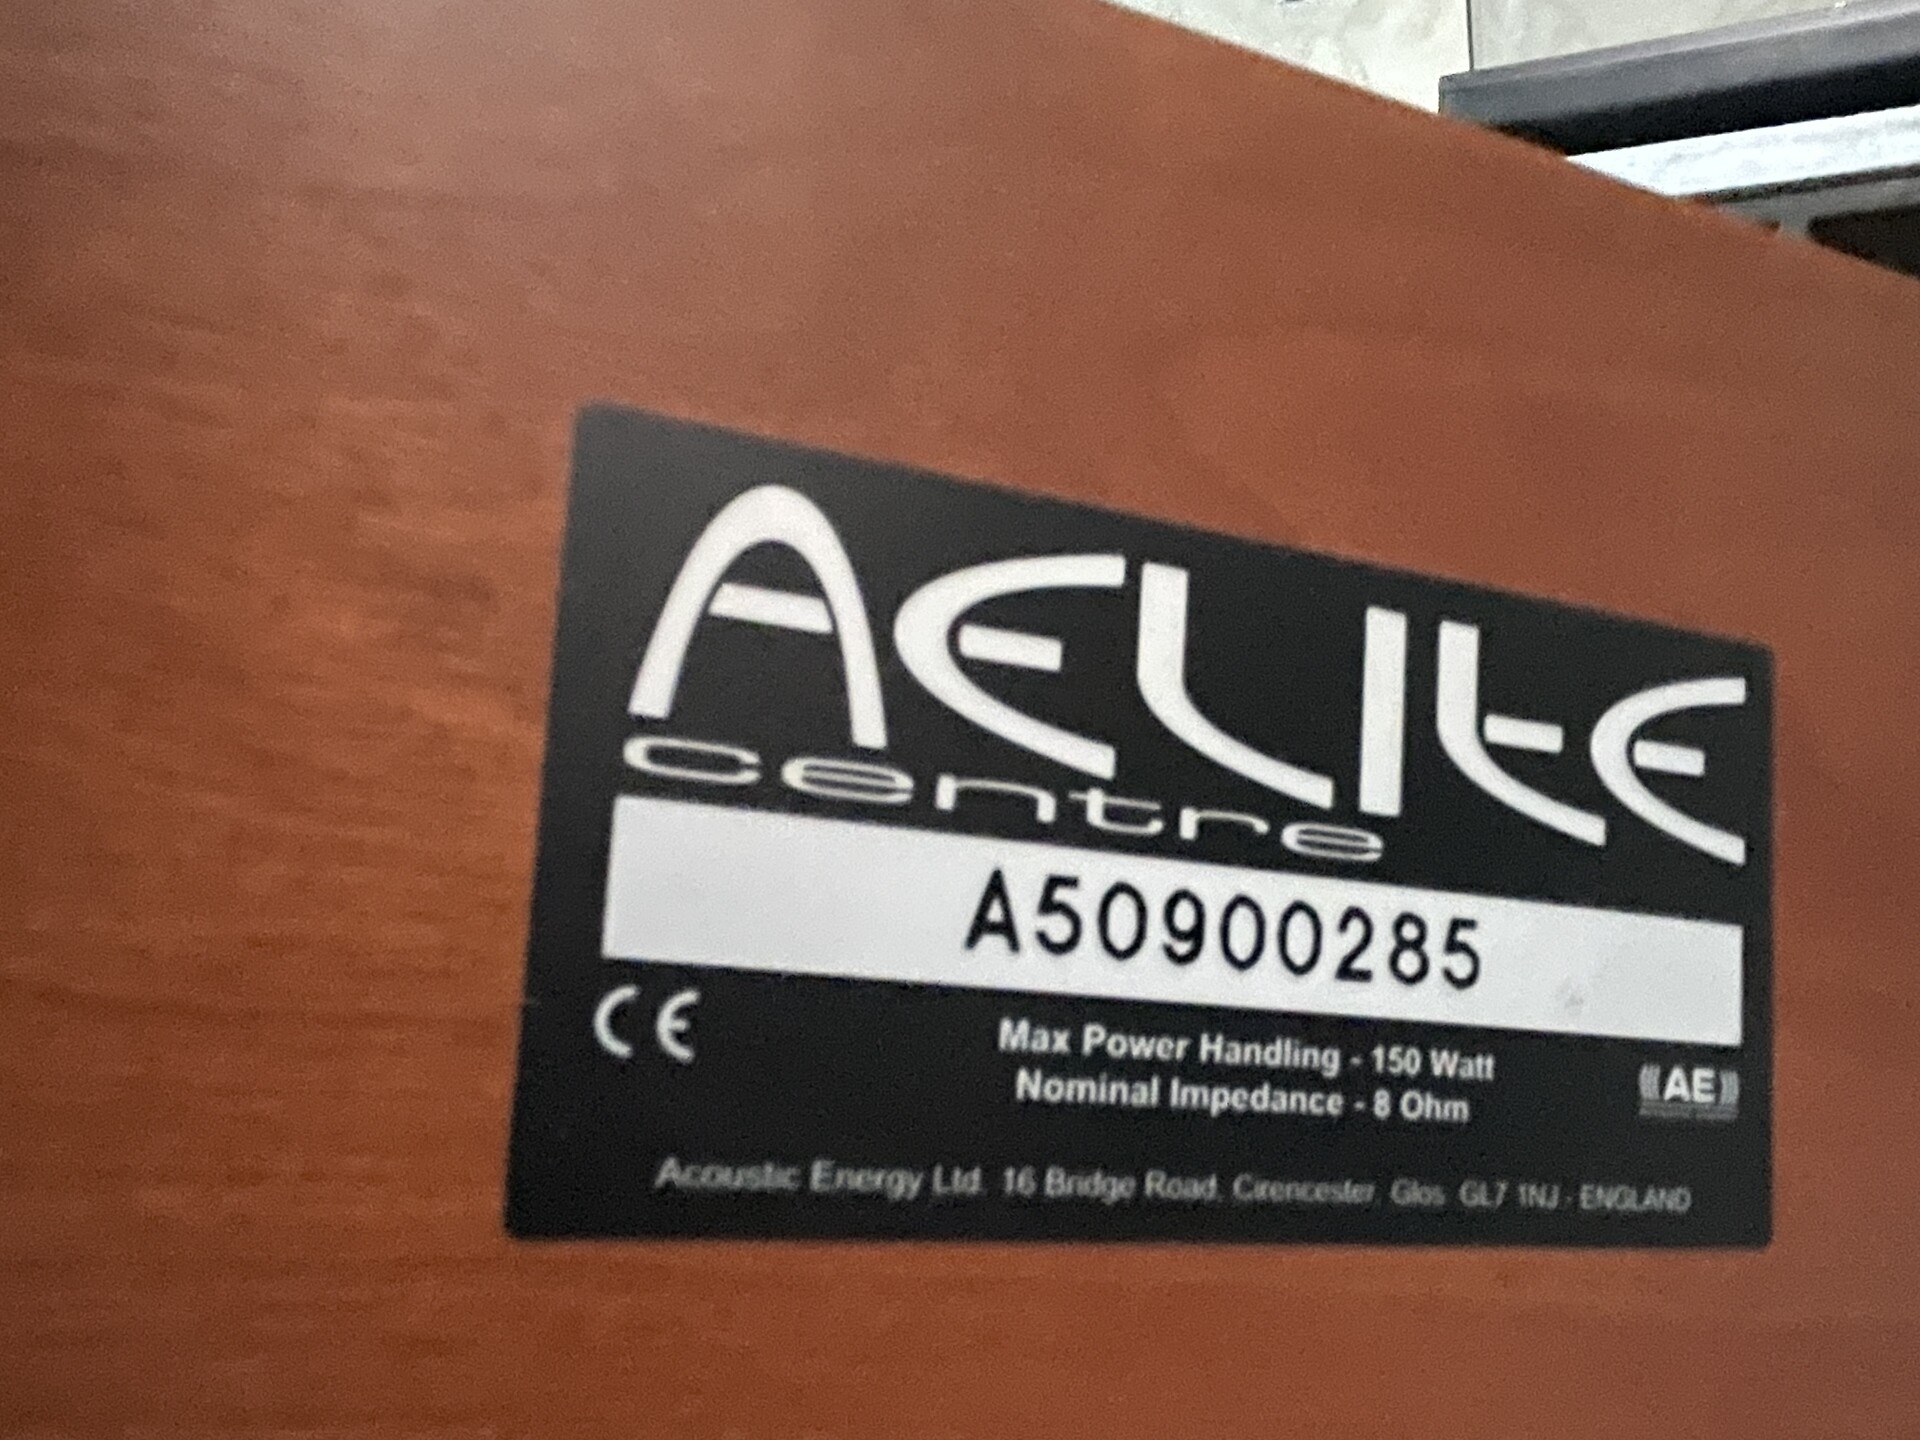 AELITE
centre
A50900285
CE
Max Power Handling - 150 Watt
Nominal Impedance - 8 Ohm
AE
Acoustic Energy Ltd. 16 Bridge Road, Cirencester, Glos. GL7 1NJ - ENGLAND